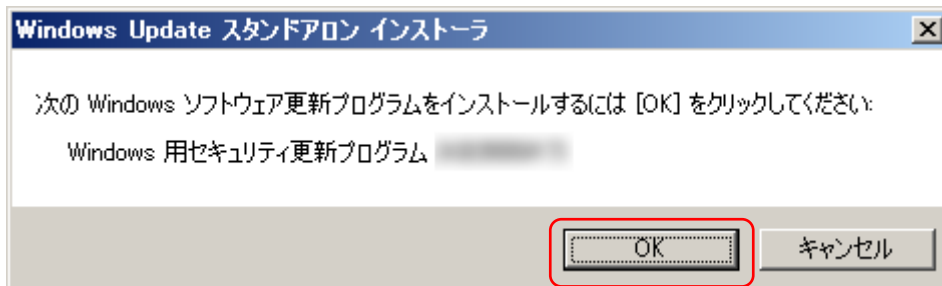 Windows Update スタンドアロン インストーラ
次の Windows ソフトウェア更新プログラムをインストールするには [OK] をクリックしてください:
Windows 用セキュリティ更新プログラム
OK
キャンセル